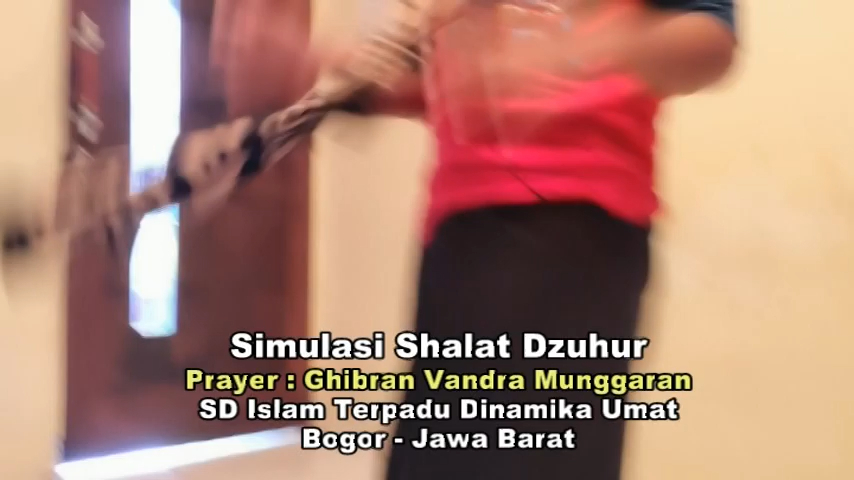 Simulasi Shalat Dzuhur
Prayer : Ghibran Vandra Munggaran
SD Islam Terpadu Dinamika Umat
Bogor - Jawa Barat